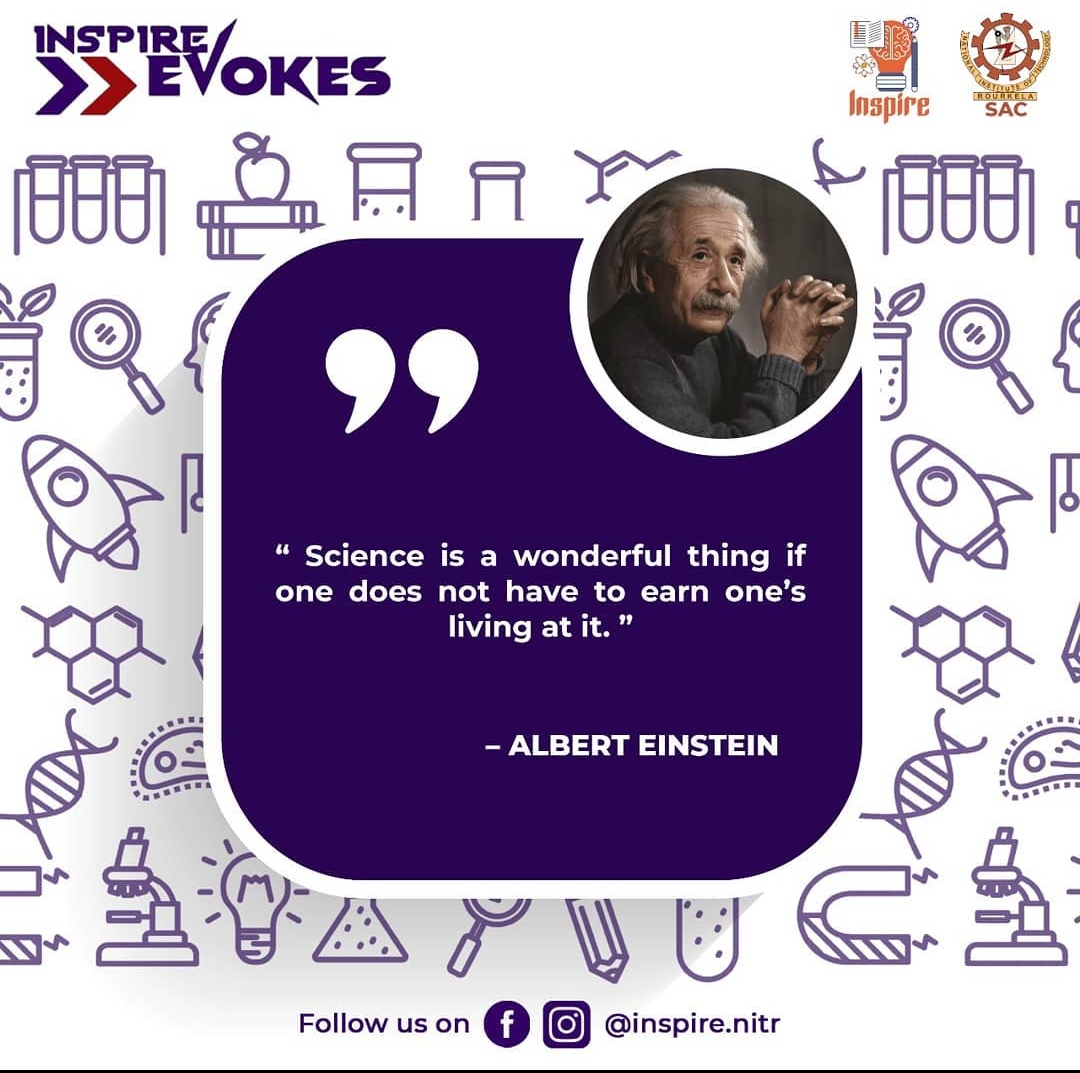 INSPIRE
EVOKES
Inspire
NATIONAL INSTITUTE OF TECHNOLOGY
ROURKELA
SAC
“ Science is a wonderful thing if
one does not have to earn one’s
living at it. ”
– ALBERT EINSTEIN
Follow us on
@inspire.nitr